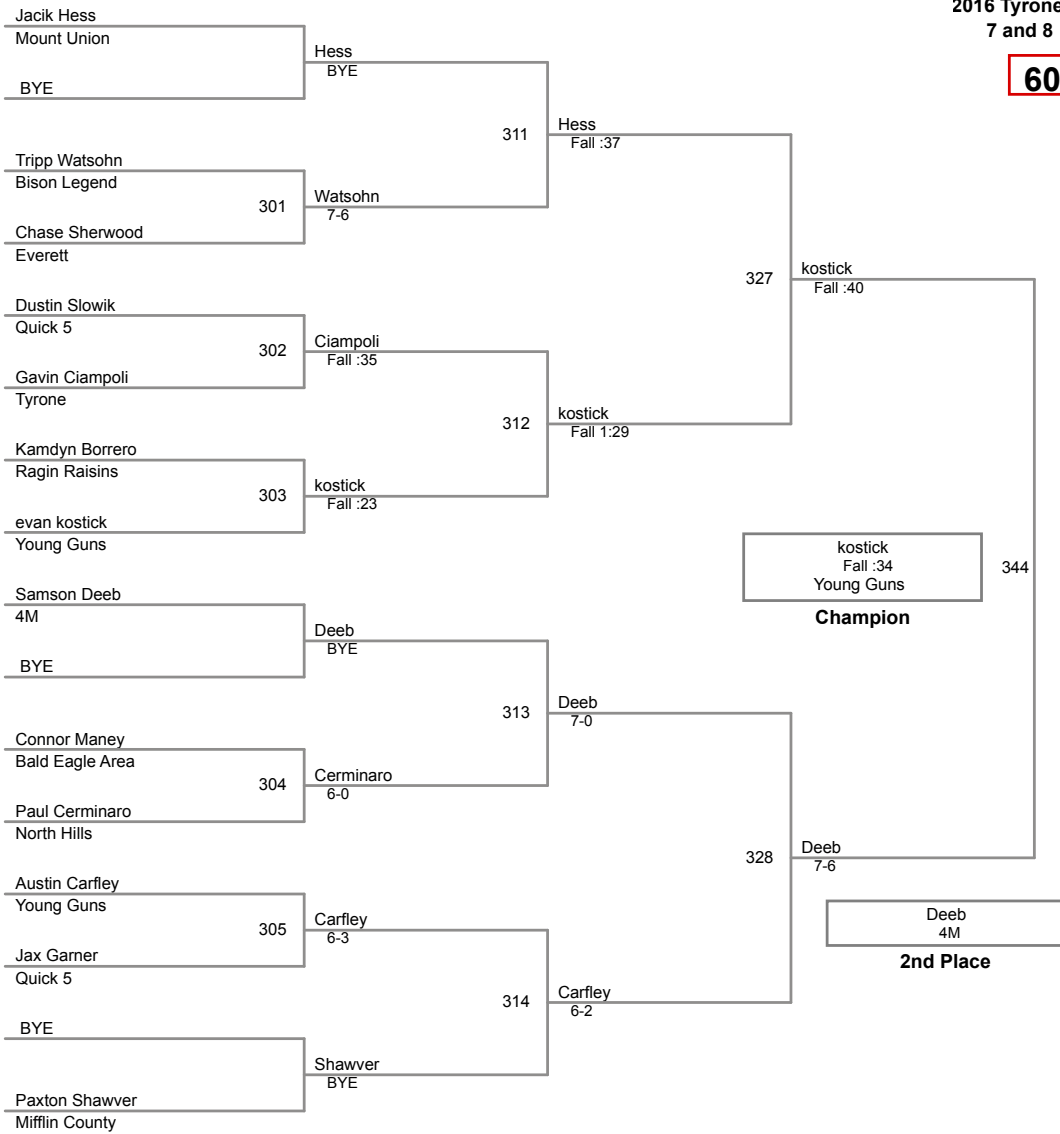 2016 Tyrone
7 and 8
60
Jacik Hess
Mount Union
BYE
Hess
BYE
311
Hess
Fall :37
Tripp Watsohn
Bison Legend
301
Watsohn
7-6
Chase Sherwood
Everett
327
kostick
Fall :40
Dustin Slowik
Quick 5
302
Ciampoli
Fall :35
Gavin Ciampoli
Tyrone
312
kostick
Fall 1:29
Kamdyn Borrero
Ragin Raisins
303
kostick
Fall :23
evan kostick
Young Guns
kostick
Fall :34
Young Guns
344
Champion
Samson Deeb
4M
Deeb
BYE
BYE
313
Deeb
7-0
Connor Maney
Bald Eagle Area
304
Cerminaro
6-0
Paul Cerminaro
North Hills
328
Deeb
7-6
Austin Carfley
Young Guns
305
Carfley
6-3
Deeb
4M
2nd Place
Jax Garner
Quick 5
314
Carfley
6-2
BYE
Shawver
BYE
Paxton Shawver
Mifflin County